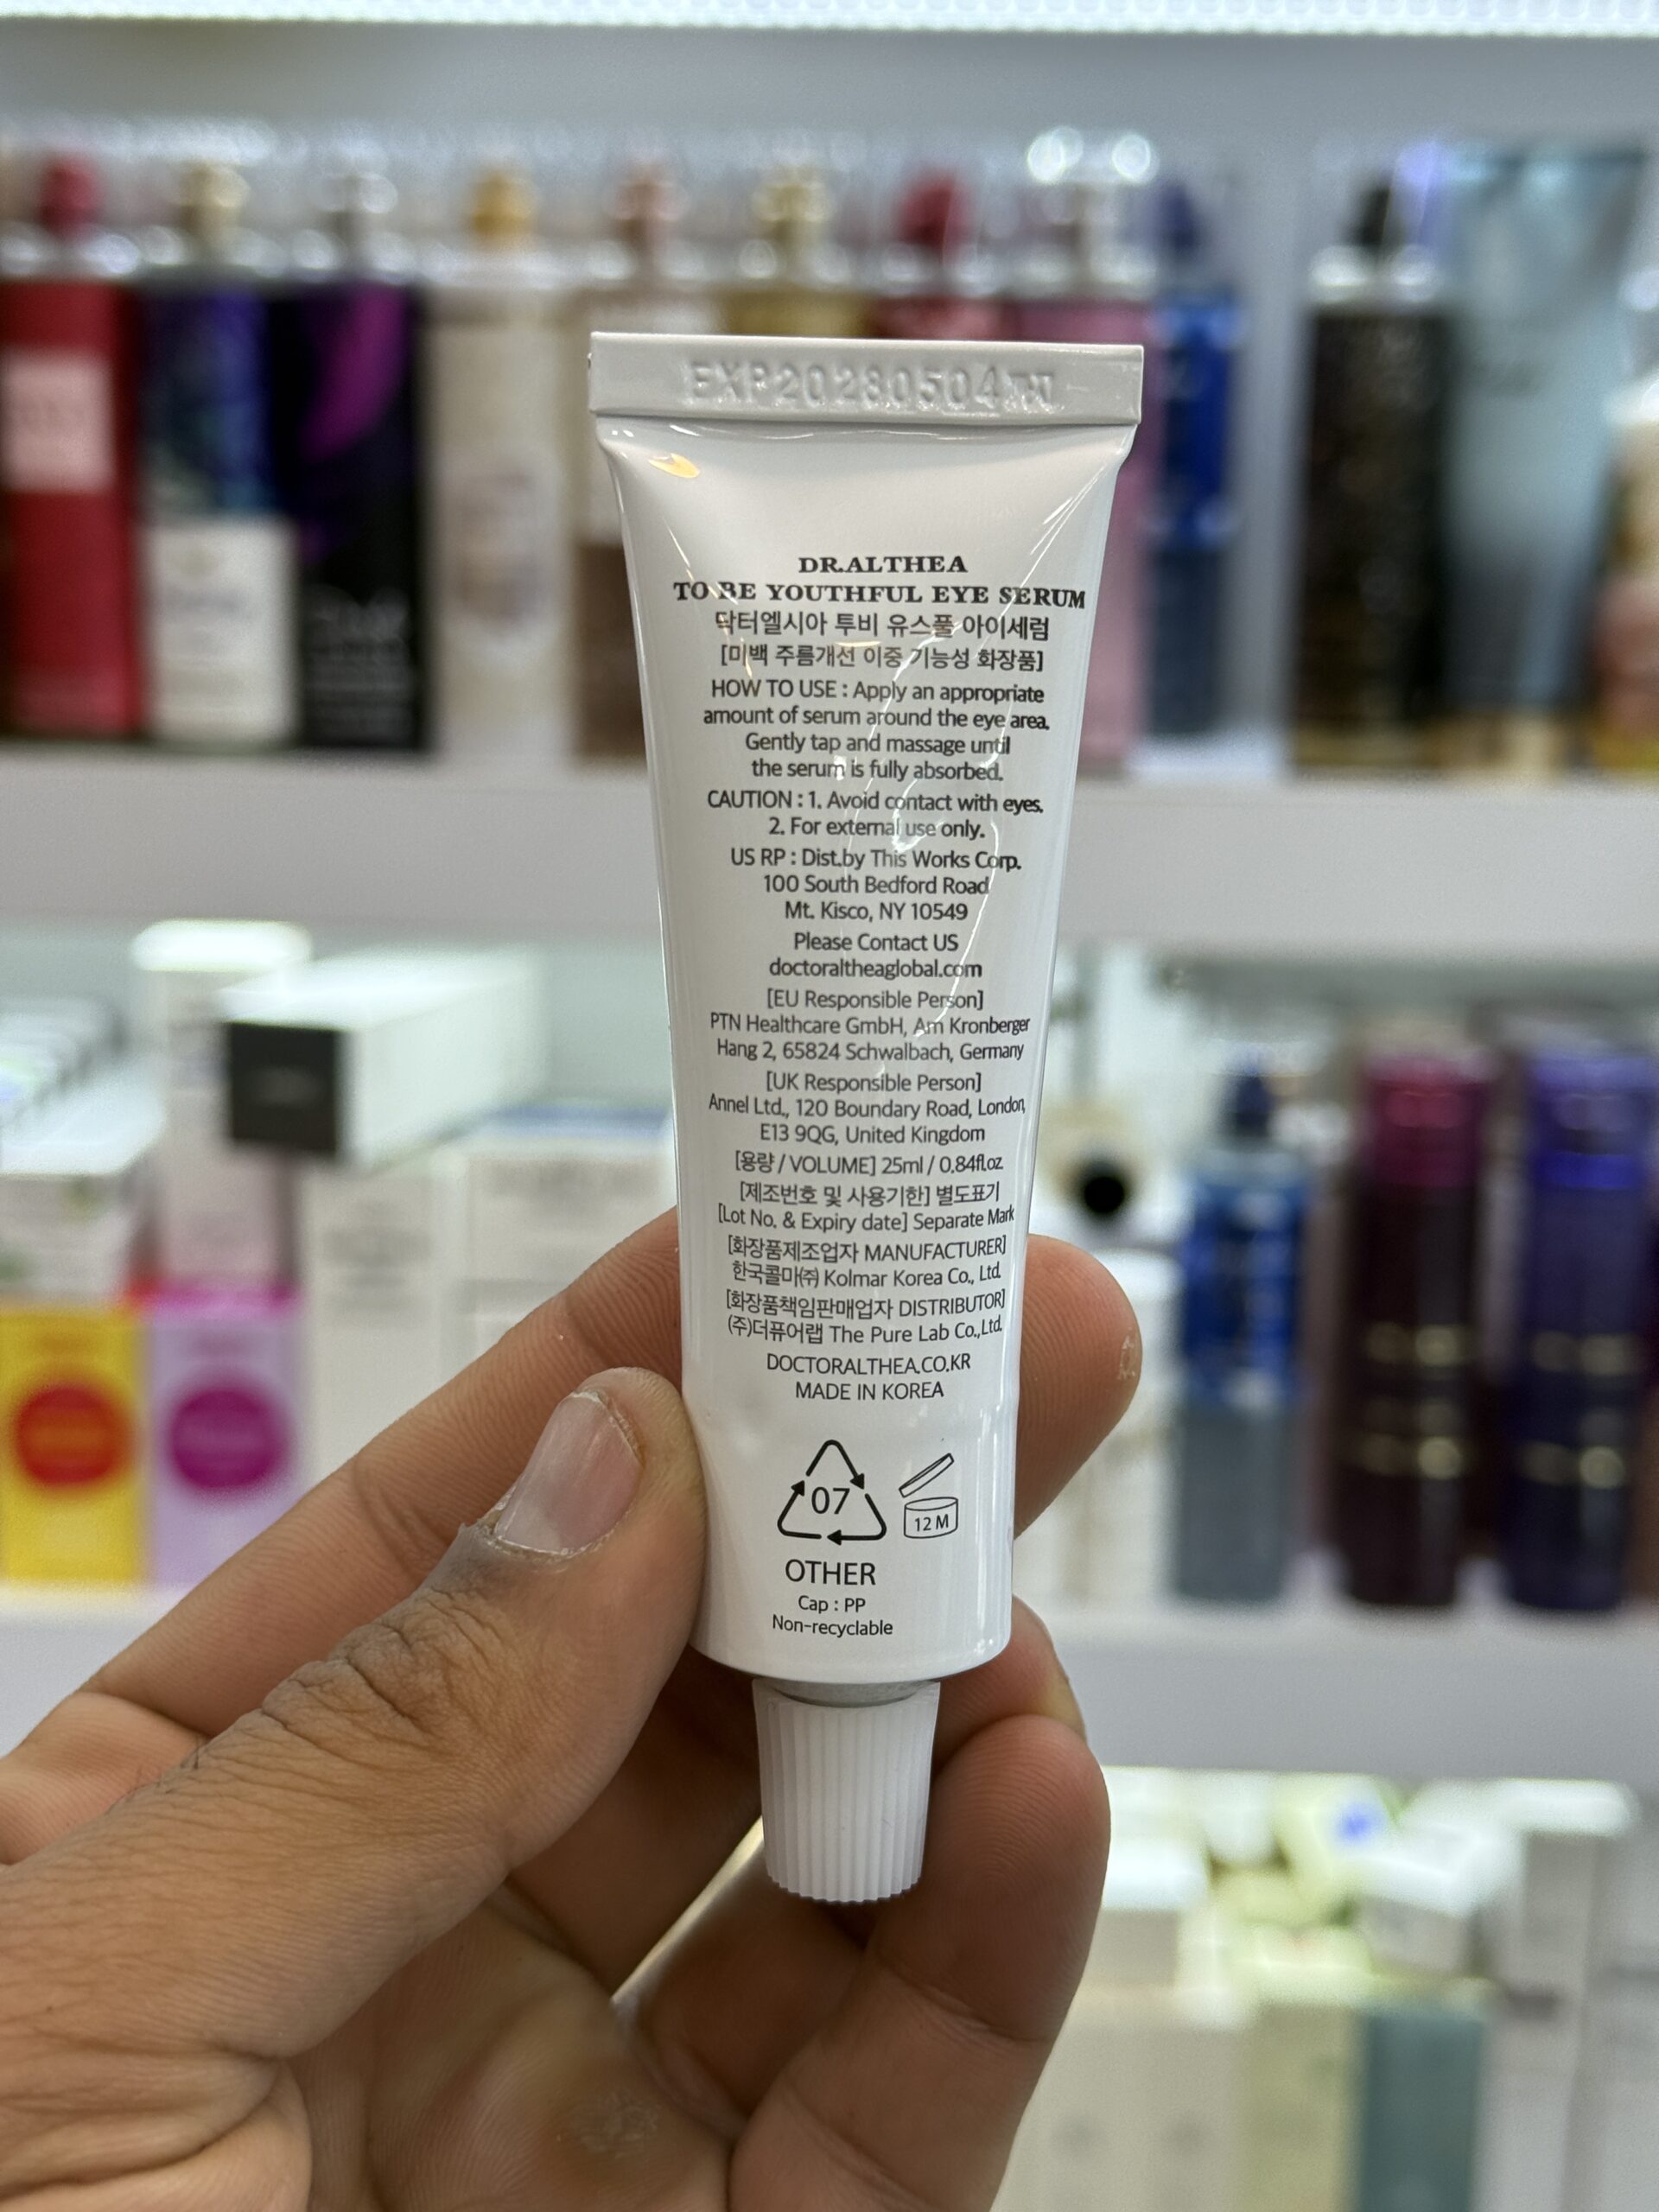 EXP20280504
DR.ALTHEA
TO BE YOUTHFUL EYE SERUM
닥터엘시아 투비 유스풀 아이세럼
[미백 주름개선 이중 기능성 화장품]
HOW TO USE : Apply an appropriate
amount of serum around the eye area.
Gently tap and massage until
the serum is fully absorbed.
CAUTION : 1. Avoid contact with eyes.
2. For external use only.
US RP : Dist.by This Works Corp.
100 South Bedford Road
Mt. Kisco, NY 10549
Please Contact US
doctoraltheaglobal.com
[EU Responsible Person]
PTN Healthcare GmbH, Am Kronberger
Hang 2, 65824 Schwalbach, Germany
[UK Responsible Person]
Annel Ltd., 120 Boundary Road, London,
E13 9QG, United Kingdom
[용량 / VOLUME] 25ml / 0.84fl.oz
[제조번호 및 사용기한] 별도표기
[Lot No. & Expiry date] Separate Mark
[화장품제조업자 MANUFACTURER]
한국콜마㈜ Kolmar Korea Co., Ltd.
[화장품책임판매업자 DISTRIBUTOR]
(주)더퓨어랩 The Pure Lab Co.,Ltd.
DOCTORALTHEA.CO.KR
MADE IN KOREA
07
12 M
OTHER
Cap : PP
Non-recyclable